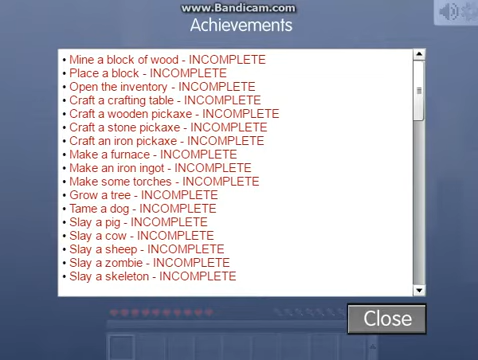 www.Bandicam.com
Achievements
• Mine a block of wood - INCOMPLETE
• Place a block - INCOMPLETE
• Open the inventory - INCOMPLETE
• Craft a crafting table - INCOMPLETE
• Craft a wooden pickaxe - INCOMPLETE
• Craft a stone pickaxe - INCOMPLETE
• Craft an iron pickaxe - INCOMPLETE
• Make a furnace - INCOMPLETE
• Make an iron ingot - INCOMPLETE
• Make some torches - INCOMPLETE
• Grow a tree - INCOMPLETE
• Tame a dog - INCOMPLETE
• Slay a pig - INCOMPLETE
• Slay a cow - INCOMPLETE
• Slay a sheep - INCOMPLETE
• Slay a zombie - INCOMPLETE
• Slay a skeleton - INCOMPLETE
Close